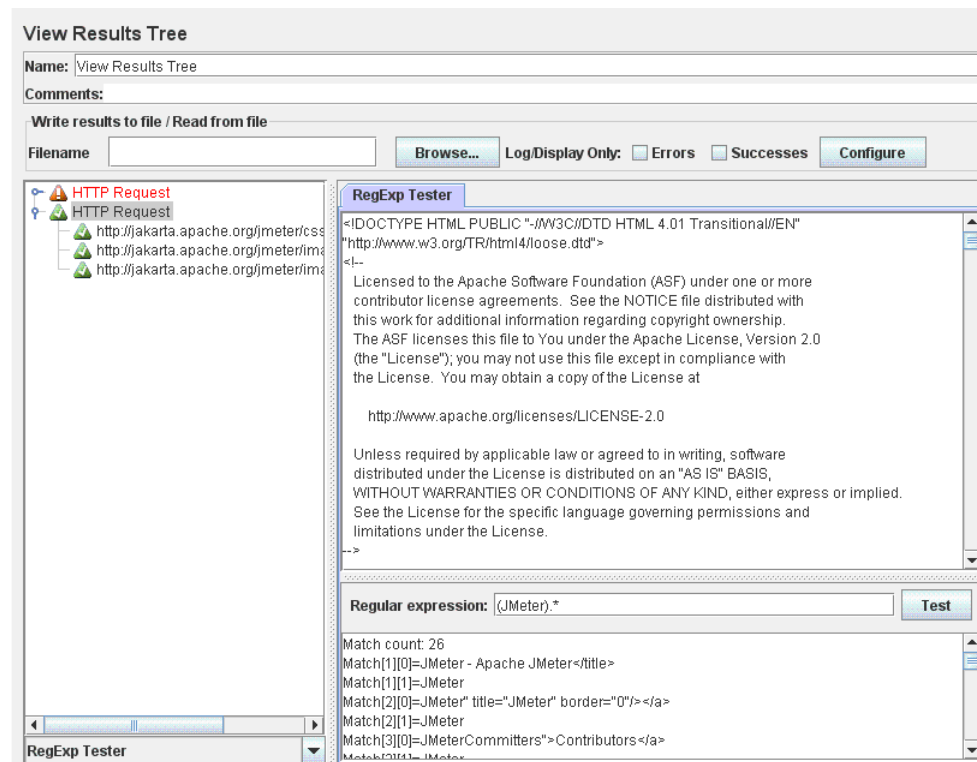 View Results Tree
Name: View Results Tree
Comments:
Write results to file / Read from file
Filename Browse... Log/Display Only: Errors Successes Configure
HTTP Request
HTTP Request
http://jakarta.apache.org/jmeter/css
http://jakarta.apache.org/jmeter/ima
http://jakarta.apache.org/jmeter/ima
RegExp Tester
RegExp Tester
<!DOCTYPE HTML PUBLIC "-//W3C//DTD HTML 4.01 Transitional//EN"
"http://www.w3.org/TR/html4/loose.dtd">
<!--
Licensed to the Apache Software Foundation (ASF) under one or more
contributor license agreements.  See the NOTICE file distributed with
this work for additional information regarding copyright ownership.
The ASF licenses this file to You under the Apache License, Version 2.0
(the "License"); you may not use this file except in compliance with
the License.  You may obtain a copy of the License at
http://www.apache.org/licenses/LICENSE-2.0
Unless required by applicable law or agreed to in writing, software
distributed under the License is distributed on an "AS IS" BASIS,
WITHOUT WARRANTIES OR CONDITIONS OF ANY KIND, either express or implied.
See the License for the specific language governing permissions and
limitations under the License.
-->
Regular expression: (JMeter).* Test
Match count: 26
Match[1][0]=JMeter - Apache JMeter</title>
Match[1][1]=JMeter
Match[2][0]=JMeter" title="JMeter" border="0"/></a>
Match[2][1]=JMeter
Match[3][0]=JMeterCommitters">Contributors</a>
Match[3][1]=JMeter